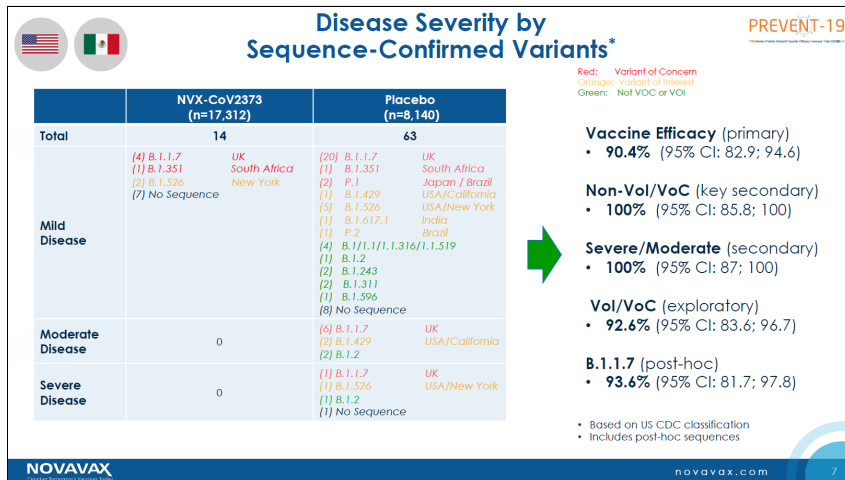 Disease Severity by
Sequence-Confirmed Variants*
PREVENT-19
Red: Variant of Concern
Orange: Variant of Interest
Green: Not VOC or VOI
NVX-CoV2373
(n=17,312)
Placebo
(n=8,140)
Total 14 63
Mild
Disease
(4) B.1.1.7 UK
(1) B.1.351 South Africa
(2) B.1.526 New York
(7) No Sequence
(20) B.1.1.7 UK
(1) B.1.351 South Africa
(2) P.1 Japan / Brazil
(1) B.1.429 USA/California
(5) B.1.526 USA/New York
(1) B.1.617.1 India
(1) P.2 Brazil
(4) B.1/1.1/1.1.316/1.1.519
(1) B.1.2
(2) B.1.243
(2) B.1.311
(1) B.1.596
(8) No Sequence
Moderate
Disease
0
(6) B.1.1.7 UK
(2) B.1.429 USA/California
(2) B.1.2
Severe
Disease
0
(1) B.1.1.7 UK
(1) B.1.526 USA/New York
(1) B.1.2
(1) No Sequence
Vaccine Efficacy (primary)
• 90.4% (95% CI: 82.9; 94.6)
Non-VoI/VoC (key secondary)
• 100% (95% CI: 85.8; 100)
Severe/Moderate (secondary)
• 100% (95% CI: 87; 100)
VoI/VoC (exploratory)
• 92.6% (95% CI: 83.6; 96.7)
B.1.1.7 (post-hoc)
• 93.6% (95% CI: 81.7; 97.8)
• Based on US CDC classification
• Includes post-hoc sequences
NOVAVAX
Creating Tomorrow's Vaccines Today
novavax.com 7